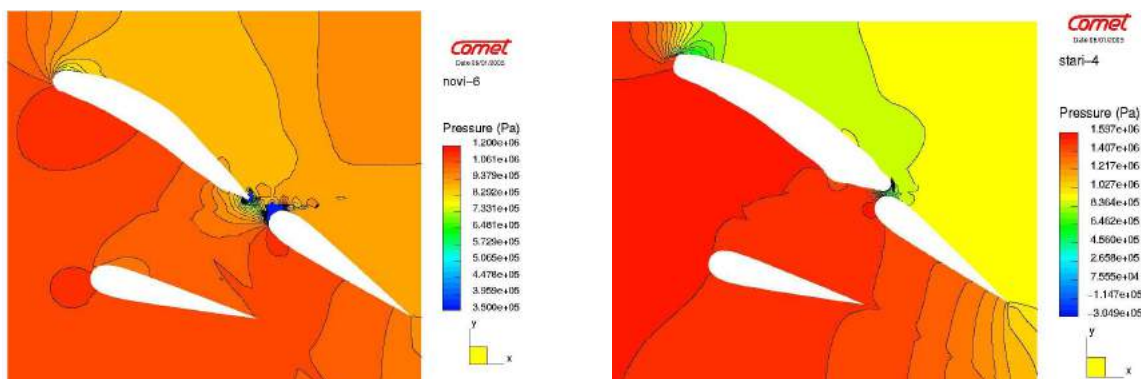 Comet
novi-6
Pressure (Pa)
1.200e+06
1.061e+06
9.379e+05
8.292e+05
7.331e+05
6.481e+05
5.729e+05
5.065e+05
4.478e+05
3.959e+05
3.500e+05
y
x
Comet
stari-4
Pressure (Pa)
1.597e+06
1.407e+06
1.217e+06
1.027e+06
8.364e+05
6.462e+05
4.560e+05
2.658e+05
7.555e+04
-1.147e+05
-3.049e+05
y
x